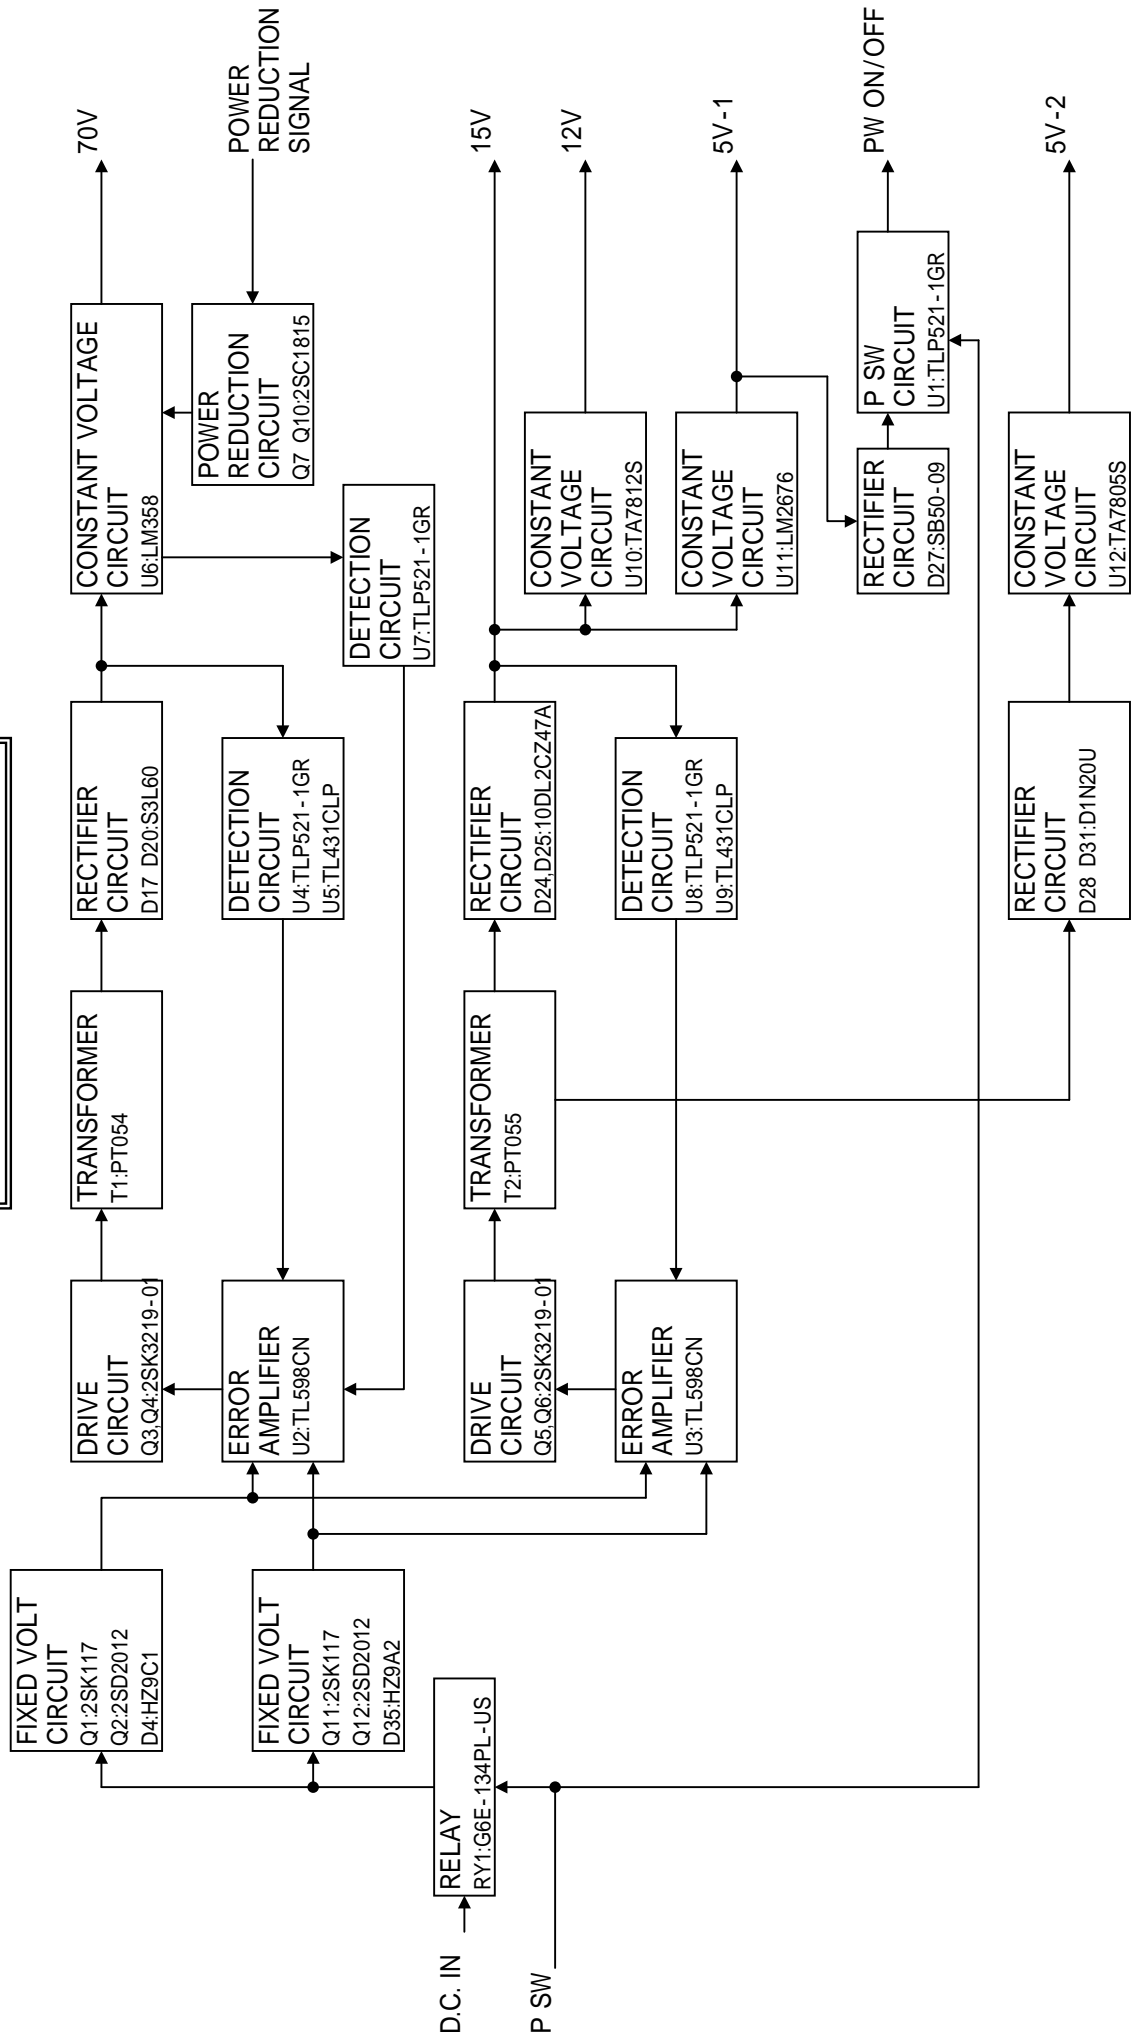 FIXED VOLT
CIRCUIT
Q1:2SK117
Q2:2SD2012
D4:HZ9C1
DRIVE
CIRCUIT
Q3,Q4:2SK3219-01
TRANSFORMER
T1:PT054
RECTIFIER
CIRCUIT
D17 D20:S3L60
CONSTANT VOLTAGE
CIRCUIT
U6:LM358
70V
FIXED VOLT
CIRCUIT
Q11:2SK117
Q12:2SD2012
D35:HZ9A2
ERROR
AMPLIFIER
U2:TL598CN
DETECTION
CIRCUIT
U4:TLP521-1GR
U5:TL431CLP
POWER
REDUCTION
CIRCUIT
Q7 Q10:2SC1815
POWER
REDUCTION
SIGNAL
DETECTION
CIRCUIT
U7:TLP521-1GR
D.C. IN
RELAY
RY1:G6E-134PL-US
P SW
DRIVE
CIRCUIT
Q5,Q6:2SK3219-01
TRANSFORMER
T2:PT055
RECTIFIER
CIRCUIT
D24,D25:10DL2CZ47A
15V
CONSTANT
VOLTAGE
CIRCUIT
U10:TA7812S
12V
ERROR
AMPLIFIER
U3:TL598CN
DETECTION
CIRCUIT
U8:TLP521-1GR
U9:TL431CLP
CONSTANT
VOLTAGE
CIRCUIT
U11:LM2676
5V-1
RECTIFIER
CIRCUIT
D27:SB50-09
P SW
CIRCUIT
U1:TLP521-1GR
PW ON/OFF
RECTIFIER
CIRCUIT
D28 D31:D1N20U
CONSTANT
VOLTAGE
CIRCUIT
U12:TA7805S
5V-2